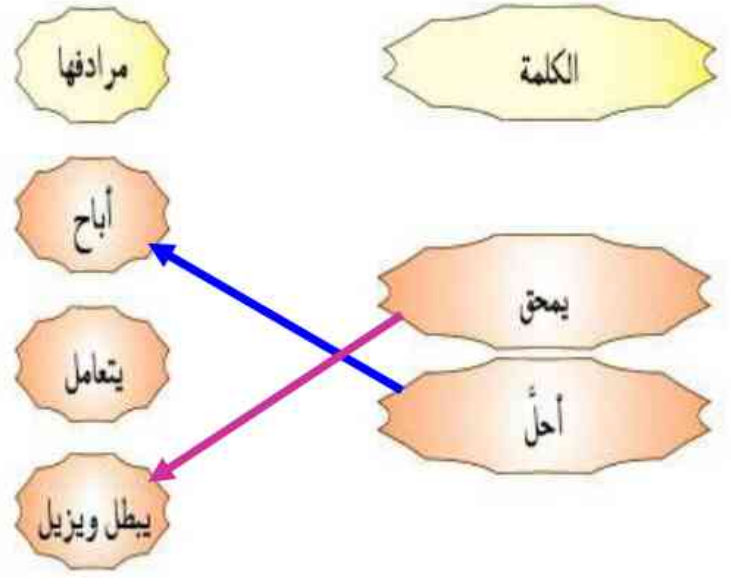 الكلمة
مرادفها
يمحق
أحلَّ
أباح
يتعامل
يبطل ويزيل